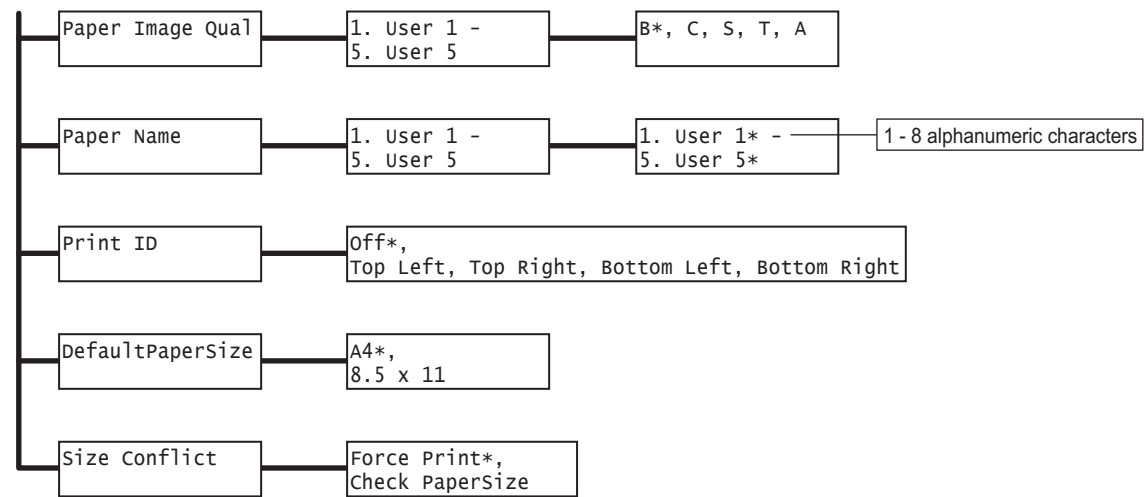 Paper Image Qual
1. User 1 -
5. User 5
B*, C, S, T, A
Paper Name
1. User 1 -
5. User 5
1. User 1* -
5. User 5*
1 - 8 alphanumeric characters
Print ID
Off*,
Top Left, Top Right, Bottom Left, Bottom Right
DefaultPaperSize
A4*,
8.5 x 11
Size Conflict
Force Print*,
Check PaperSize